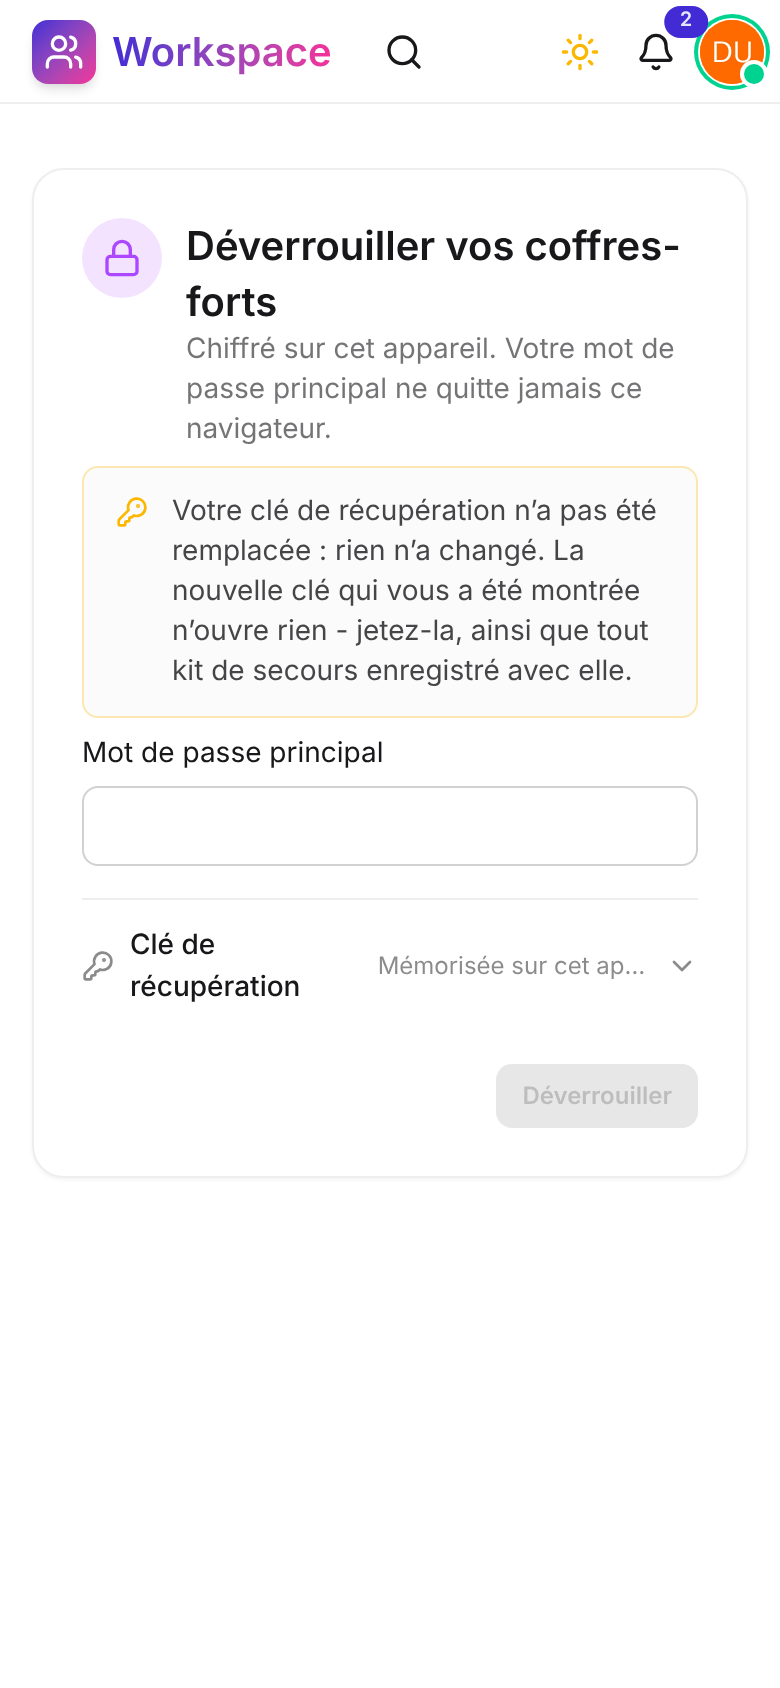 Workspace
2
DU
Déverrouiller vos coffres-
forts
Chiffré sur cet appareil. Votre mot de
passe principal ne quitte jamais ce
navigateur.
Votre clé de récupération n’a pas été
remplacée : rien n’a changé. La
nouvelle clé qui vous a été montrée
n’ouvre rien - jetez-la, ainsi que tout
kit de secours enregistré avec elle.
Mot de passe principal
Clé de
récupération
Mémorisée sur cet ap...
Déverrouiller